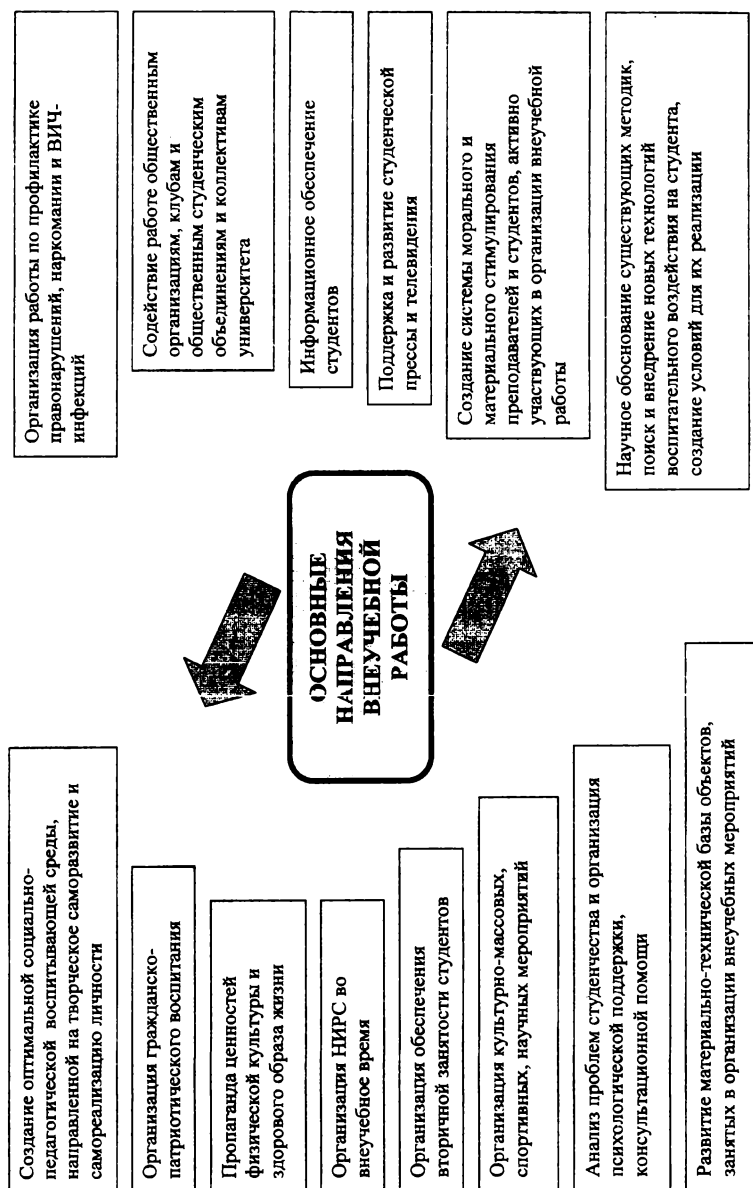 Создание оптимальной социально-
педагогической воспитывающей среды,
направленной на творческое саморазвитие и
самореализацию личности
Организация гражданско-
патриотического воспитания
Пропаганда ценностей
физической культуры и
здорового образа жизни
Организация НИРС во
внеучебное время
Организация обеспечения
вторичной занятости студентов
Организация культурно-массовых,
спортивных, научных мероприятий
Анализ проблем студенчества и организация
психологической поддержки,
консультационной помощи
Развитие материально-технической базы объектов,
занятых в организации внеучебных мероприятий
ОСНОВНЫЕ
НАПРАВЛЕНИЯ
ВНЕУЧЕБНОЙ
РАБОТЫ
Организация работы по профилактике
правонарушений, наркомании и ВИЧ-
инфекций
Содействие работе общественным
организациям, клубам и
общественным студенческим
объединениям и коллективам
университета
Информационное обеспечение
студентов
Поддержка и развитие студенческой
прессы и телевидения
Создание системы морального и
материального стимулирования
преподавателей и студентов, активно
участвующих в организации внеучебной
работы
Научное обоснование существующих методик,
поиск и внедрение новых технологий
воспитательного воздействия на студента,
создание условий для их реализации